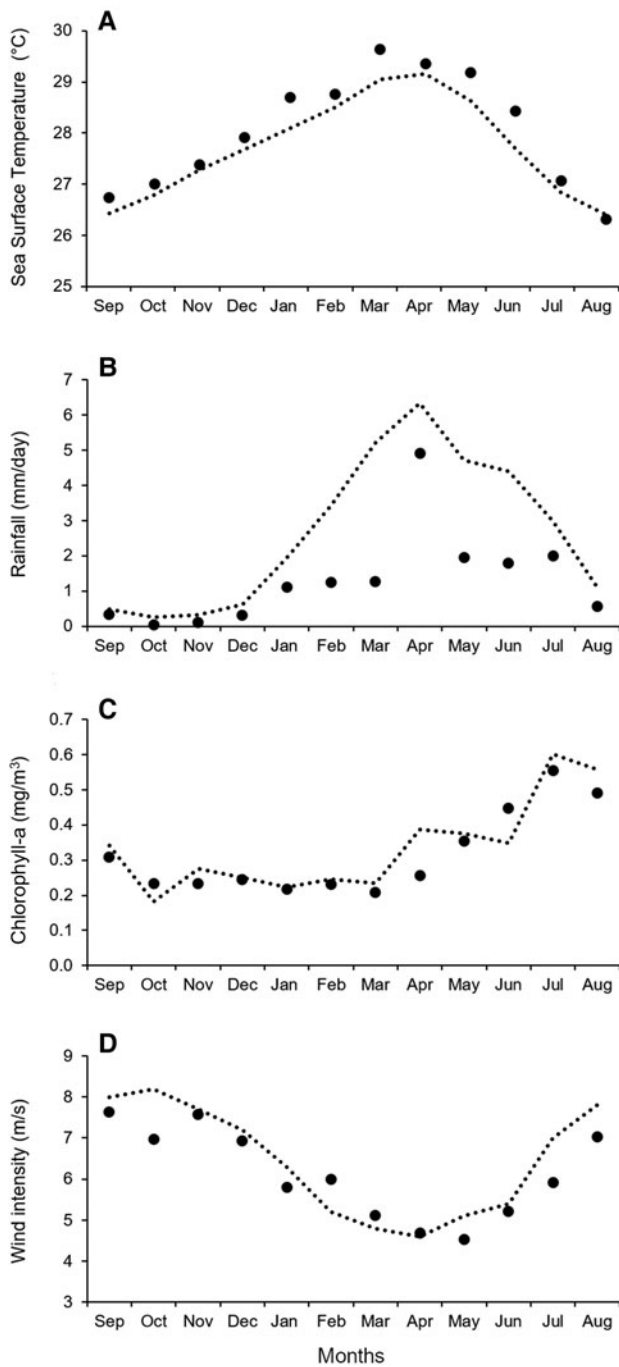 A
Sea Surface Temperature (°C)
30
29
28
27
26
25
Sep Oct Nov Dec Jan Feb Mar Apr May Jun Jul Aug
B
Rainfall (mm/day)
7
6
5
4
3
2
1
0
Sep Oct Nov Dec Jan Feb Mar Apr May Jun Jul Aug
C
Chlorophyll-a (mg/m³)
0.7
0.6
0.5
0.4
0.3
0.2
0.1
0.0
Sep Oct Nov Dec Jan Feb Mar Apr May Jun Jul Aug
D
Wind intensity (m/s)
9
8
7
6
5
4
3
Sep Oct Nov Dec Jan Feb Mar Apr May Jun Jul Aug
Months